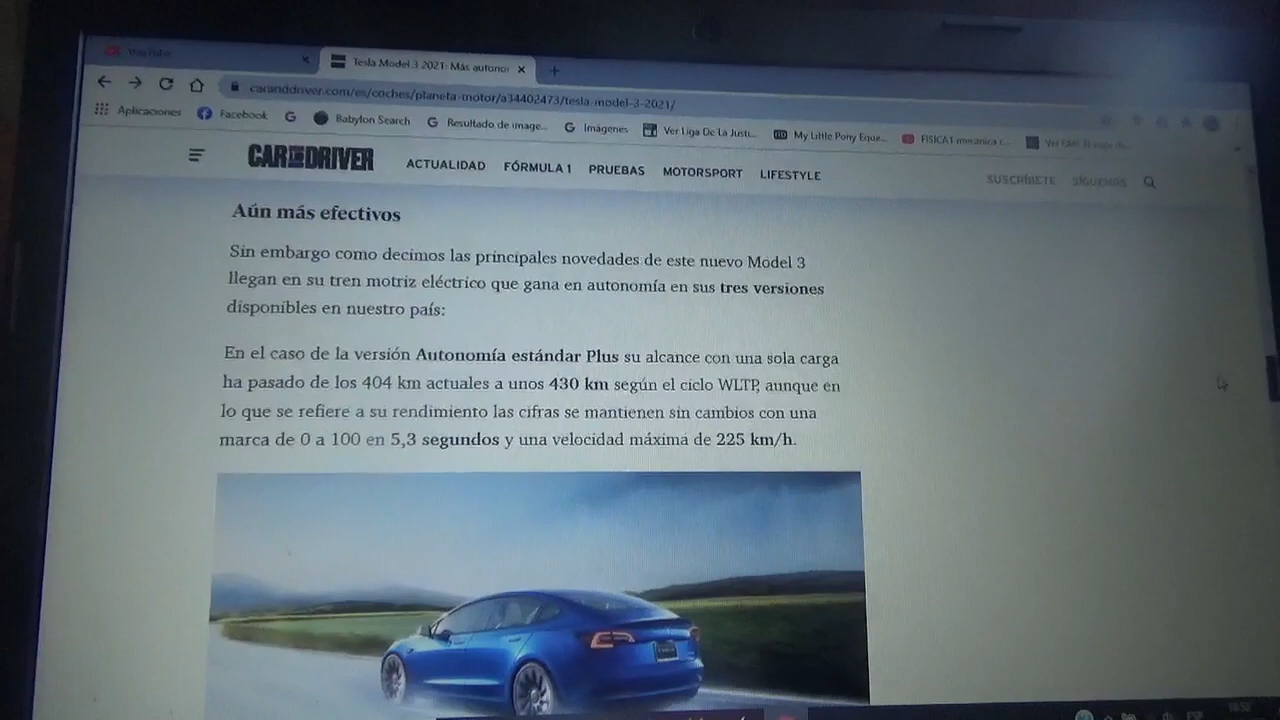 YouTube
Tesla Model 3 2021: Más autonor
caranddriver.com/es/coches/planeta-motor/a34402473/tesla-model-3-2021/
Aplicaciones Facebook Babylon Search Resultado de image... Imágenes Ver Liga De La Justi... My Little Pony Eque... FISICA1
CAR AND DRIVER ACTUALIDAD FÓRMULA 1 PRUEBAS MOTORSPORT LIFESTYLE SUSCRÍBETE SÍGUENOS
Aún más efectivos
Sin embargo como decimos las principales novedades de este nuevo Model 3
llegan en su tren motriz eléctrico que gana en autonomía en sus tres versiones
disponibles en nuestro país:
En el caso de la versión Autonomía estándar Plus su alcance con una sola carga
ha pasado de los 404 km actuales a unos 430 km según el ciclo WLTP, aunque en
lo que se refiere a su rendimiento las cifras se mantienen sin cambios con una
marca de 0 a 100 en 5,3 segundos y una velocidad máxima de 225 km/h.